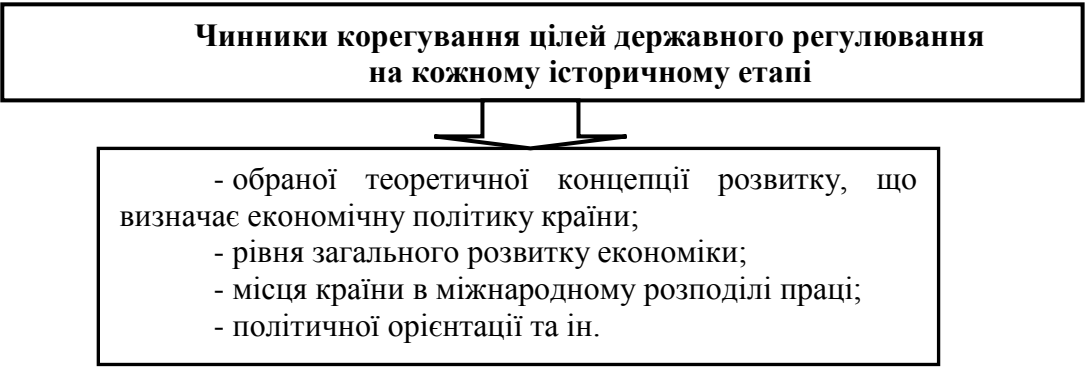 Чинники корегування цілей державного регулювання
на кожному історичному етапі
- обраної теоретичної концепції розвитку, що
визначає економічну політику країни;
- рівня загального розвитку економіки;
- місця країни в міжнародному розподілі праці;
- політичної орієнтації та ін.